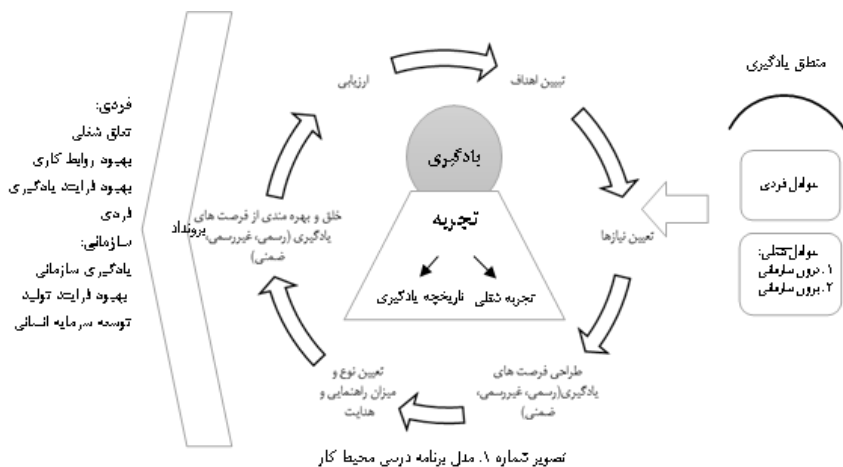 منطق یادگیری
عوامل فردی
عوامل شغلی:
۱. درون سازمانی
۲. برون سازمانی
تبیین اهداف
تعیین نیازها
طراحی فرصت های
یادگیری(رسمی، غیررسمی،
ضمنی)
تعیین نوع و
میزان راهنمایی و
هدایت
خلق و بهره مندی از فرصت های
یادگیری (رسمی، غیررسمی،
ضمنی)
ارزیابی
یادگیری
تجربه
تجربه شغلی
تاریخچه یادگیری
برونداد
فردی:
تعلق شغلی
بهبود روابط کاری
بهبود فرایند یادگیری
فردی
سازمانی:
یادگیری سازمانی
بهبود فرایند تولید
توسعه سرمایه انسانی
تصویر شماره ۱. مدل برنامه درسی محیط کار